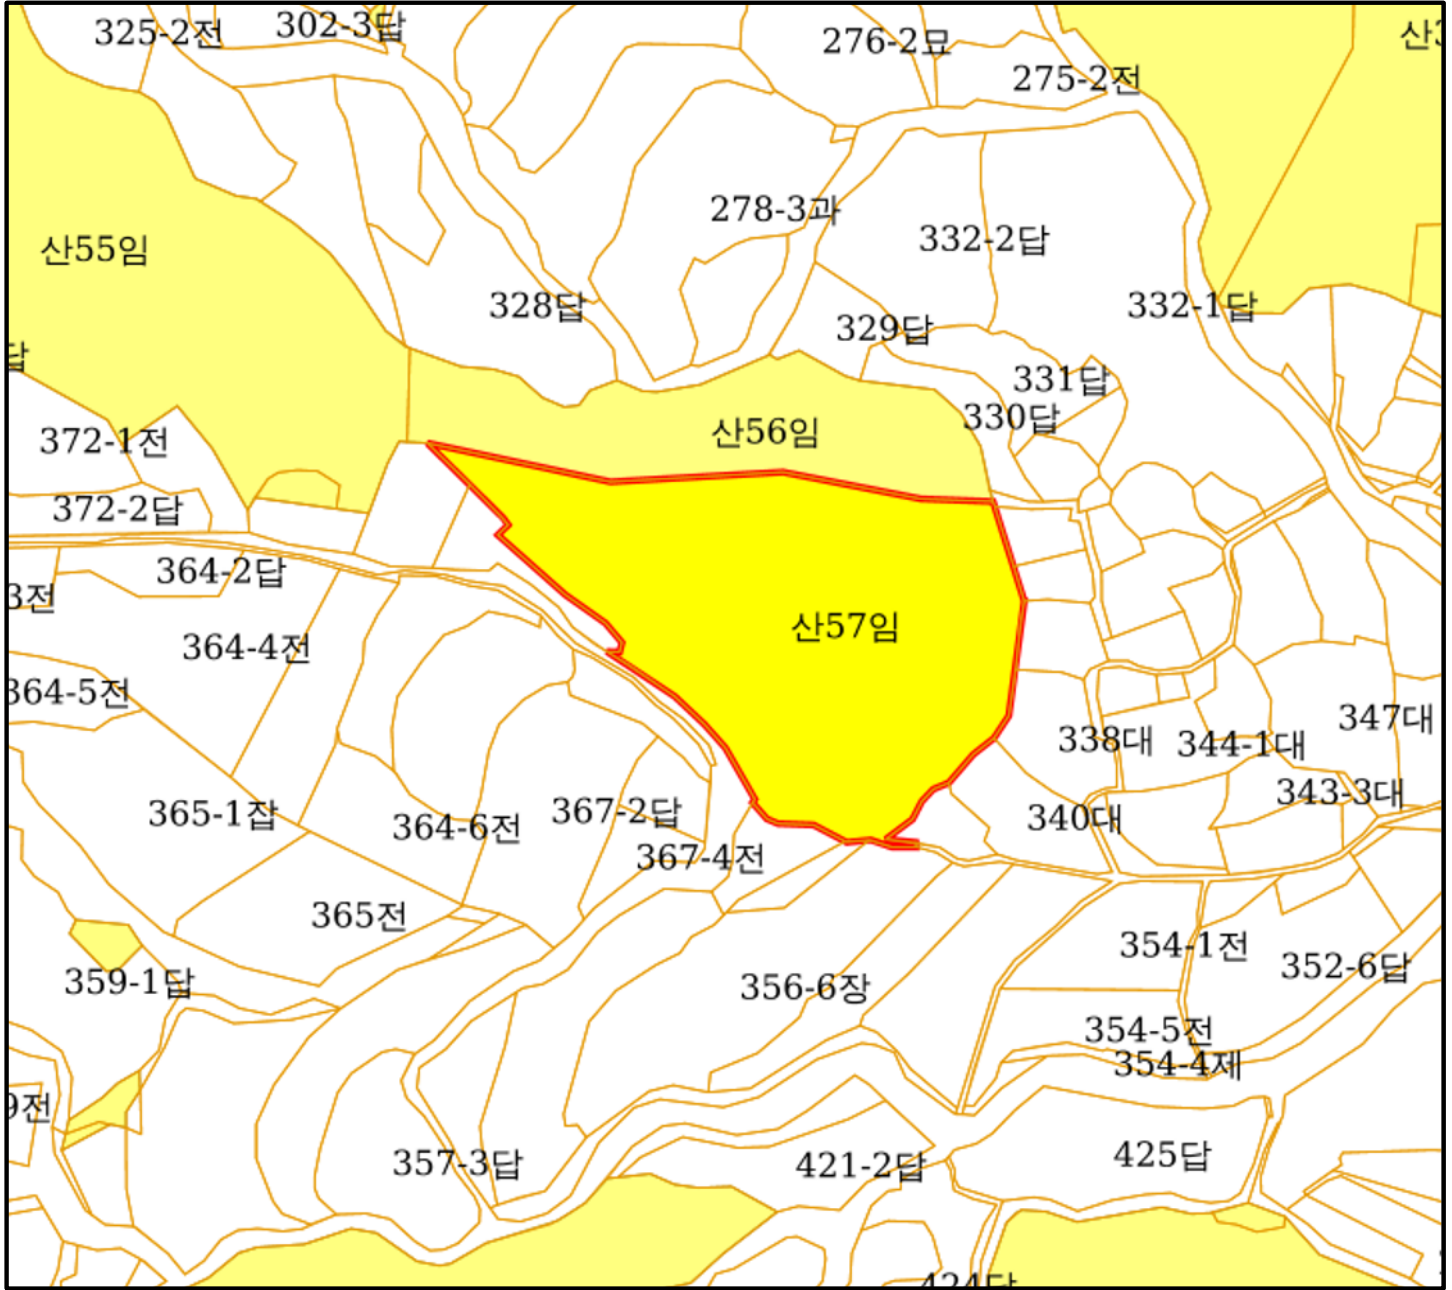 325-2전
302-3답
276-2묘
275-2전
278-3과
332-2답
산55임
328답
329답
332-1답
331답
330답
산56임
372-1전
372-2답
364-2답
산57임
364-4전
364-5전
347대
338대
344-1대
343-3대
365-1잡
364-6전
367-2답
340대
367-4전
365전
354-1전
352-6답
359-1답
356-6장
354-5전
354-4제
357-3답
421-2답
425답
424답